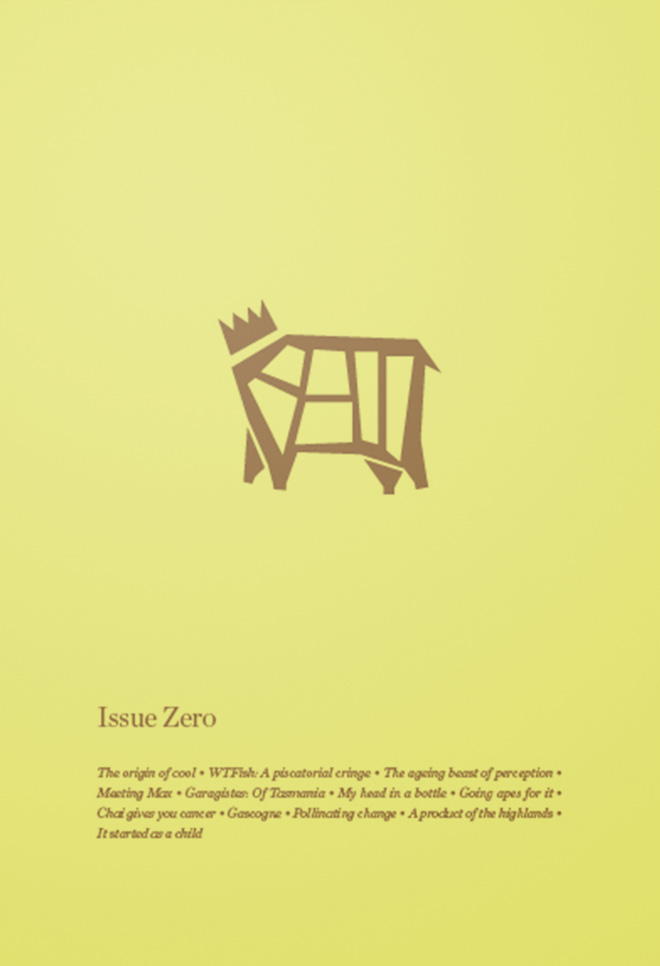 Issue Zero
The origin of cool • WTFish: A piscatorial cringe • The ageing beast of perception •
Meeting Max • Garagistes: Of Tasmania • My head in a bottle • Going apes for it •
Chai gives you cancer • Gascogne • Pollinating change • A product of the highlands •
It started as a child